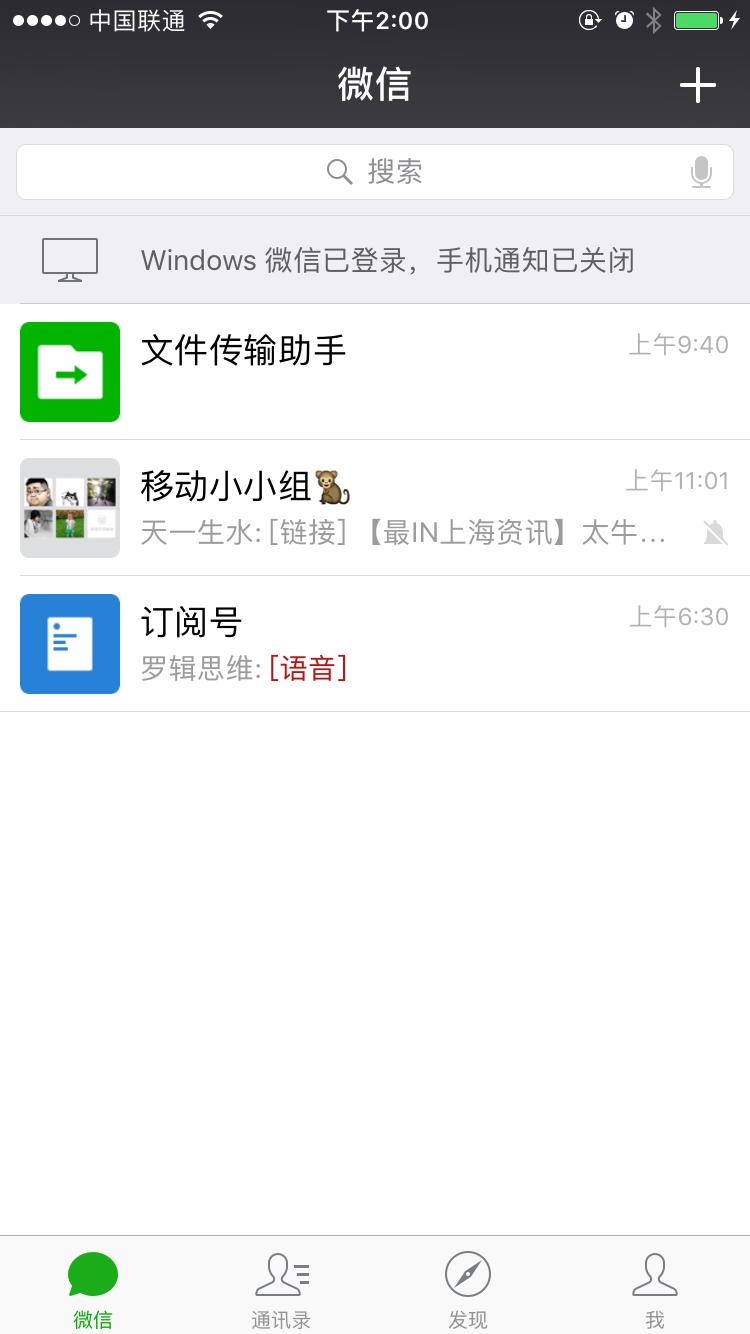 中国联通 下午2:00
微信
搜索
Windows 微信已登录，手机通知已关闭
文件传输助手 上午9:40
移动小小组🐒 上午11:01
天一生水: [链接] 【最IN上海资讯】太牛...
订阅号 上午6:30
罗辑思维: [语音]
微信 通讯录 发现 我